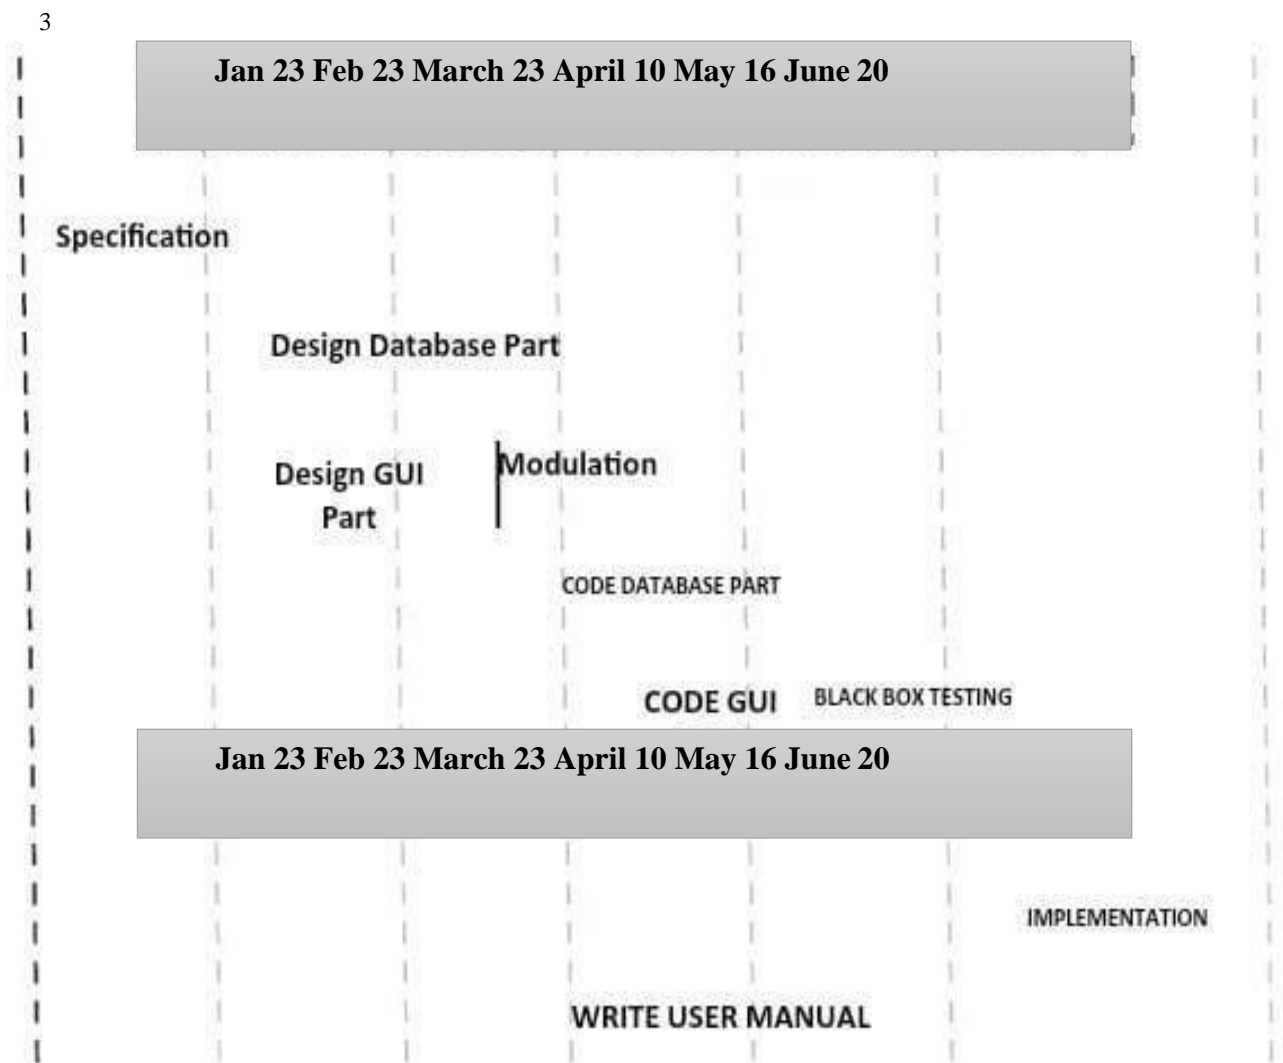 3
Jan 23 Feb 23 March 23 April 10 May 16 June 20
Specification
Design Database Part
Design GUI
Part
Modulation
CODE DATABASE PART
CODE GUI
BLACK BOX TESTING
Jan 23 Feb 23 March 23 April 10 May 16 June 20
IMPLEMENTATION
WRITE USER MANUAL